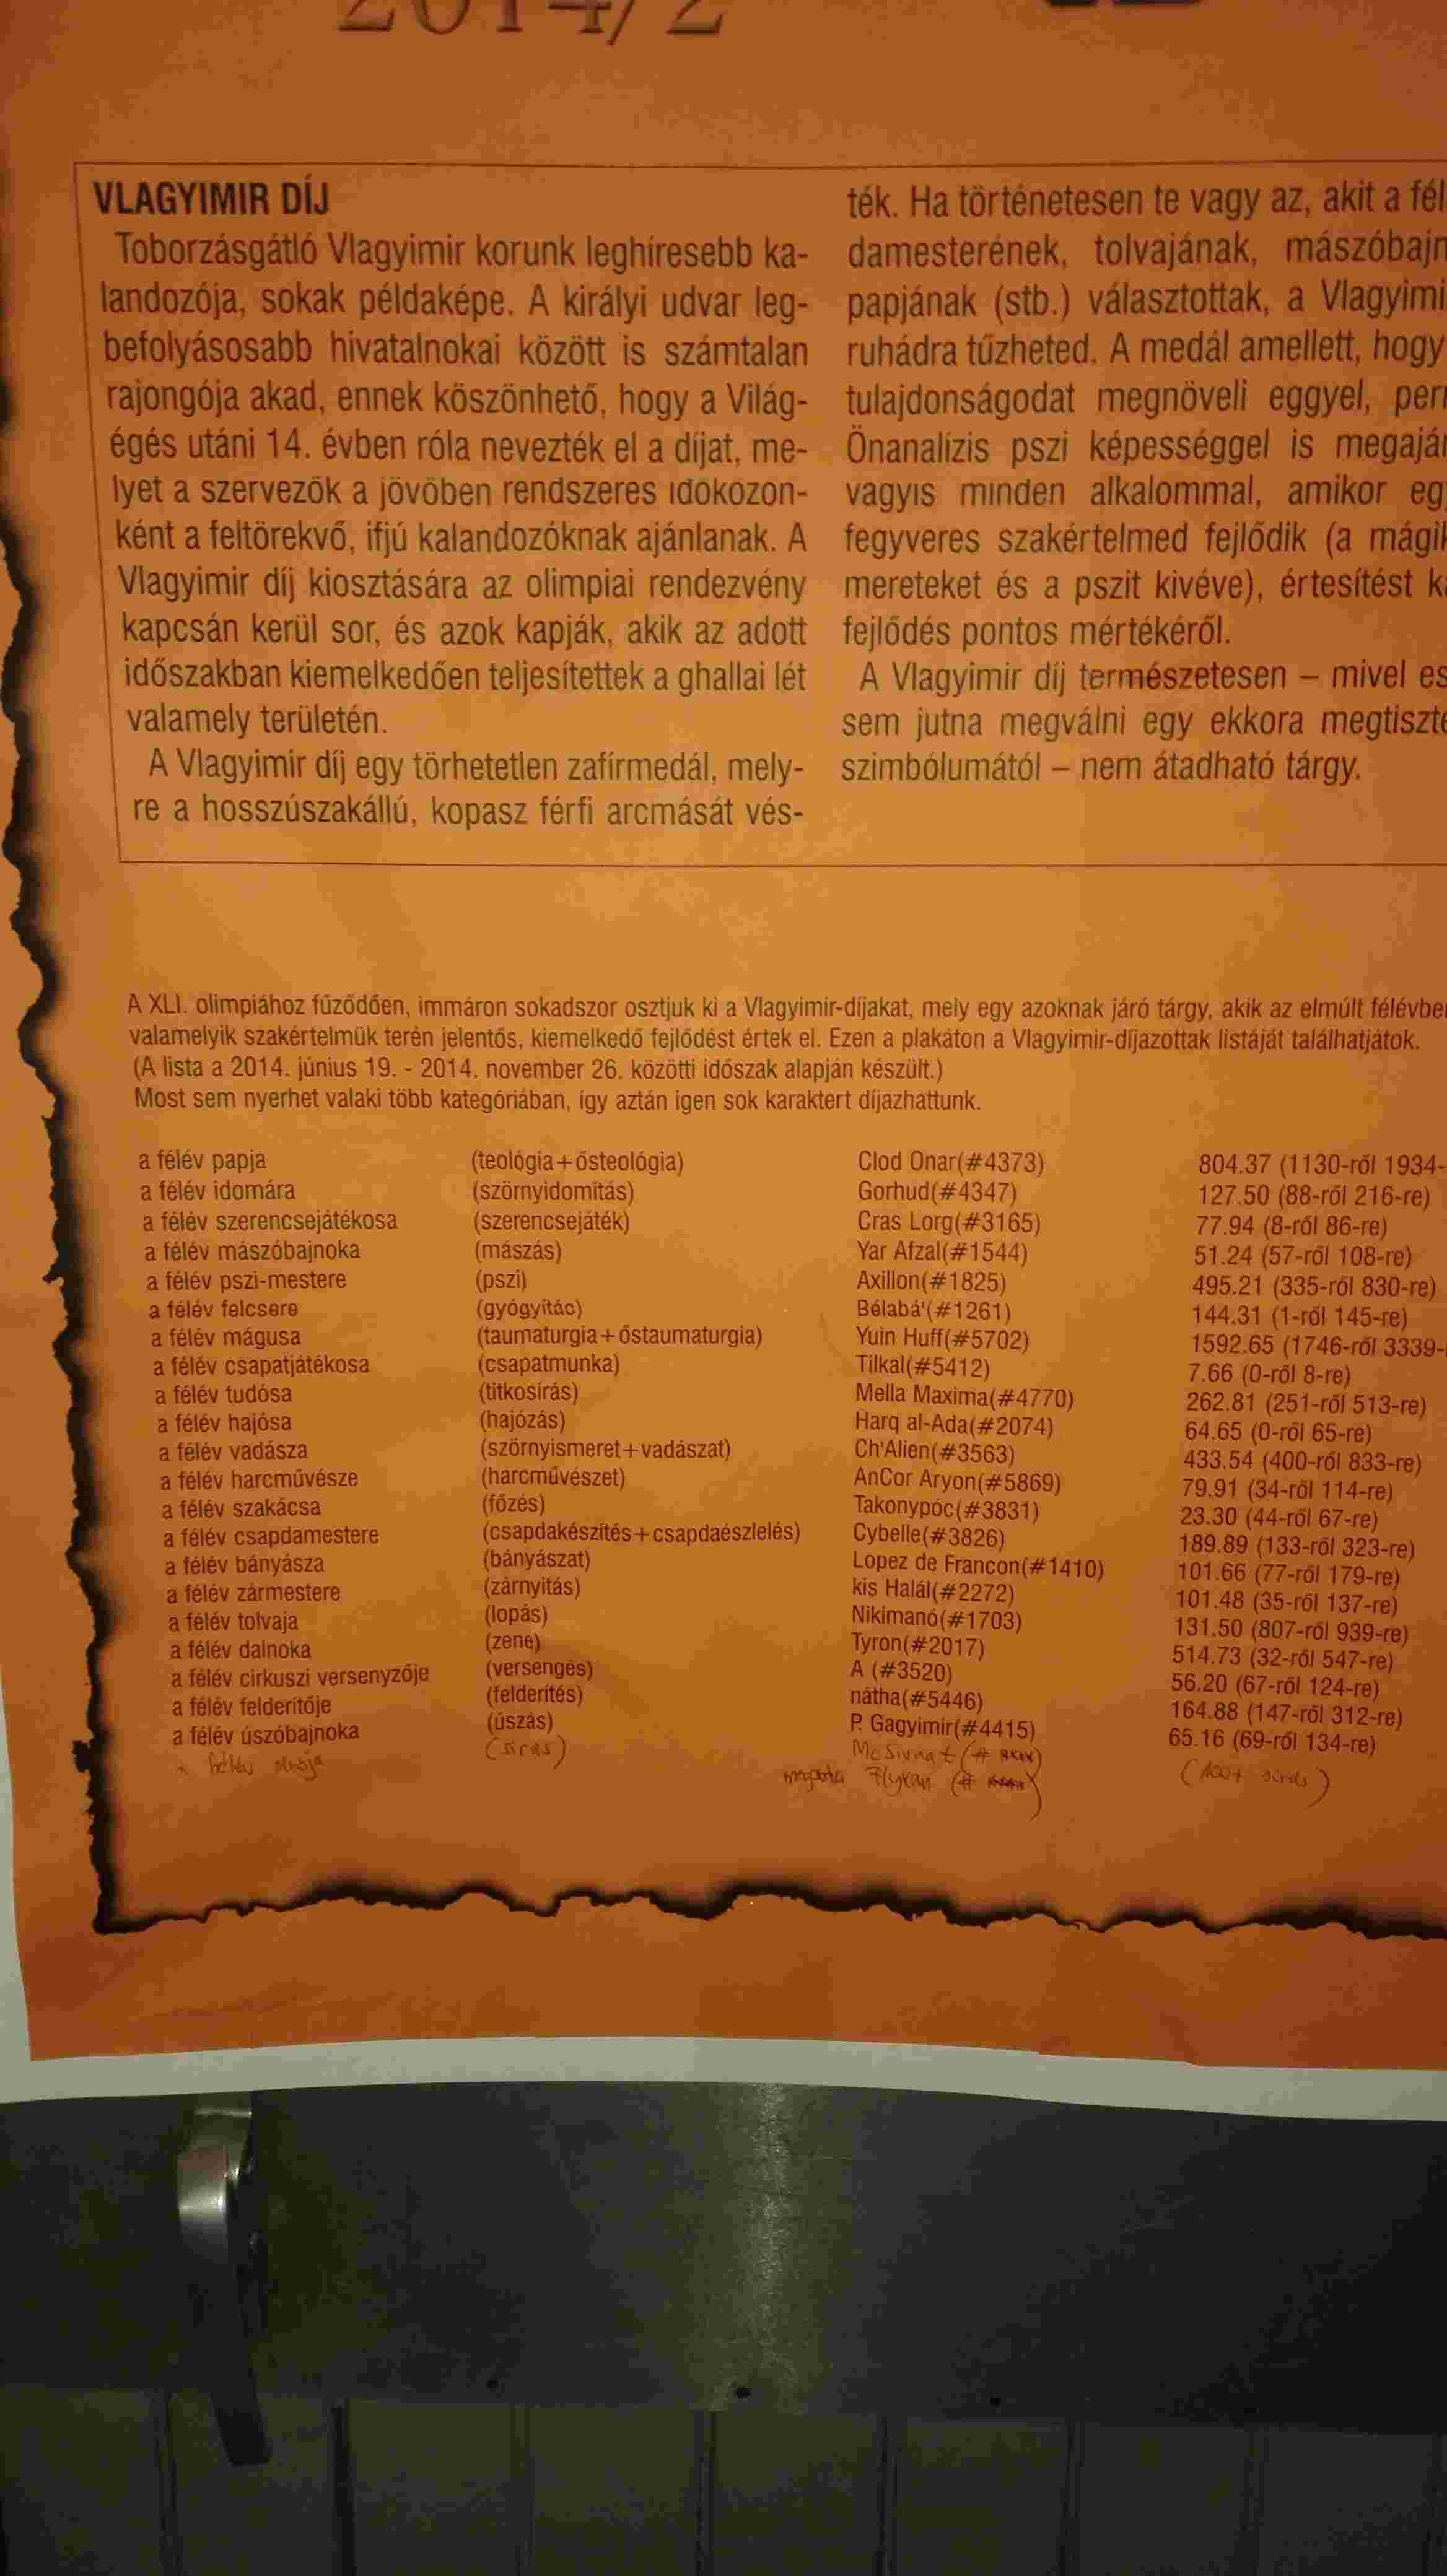 2014/2
VLAGYIMIR DÍJ
Toborzásgátló Vlagyimir korunk leghíresebb ka-
landozója, sokak példaképe. A királyi udvar leg-
befolyásosabb hivatalnokai között is számtalan
rajongója akad, ennek köszönhető, hogy a Világ-
égés utáni 14. évben róla nevezték el a díjat, me-
lyet a szervezők a jövőben rendszeres időközön-
ként a feltörekvő, ifjú kalandozóknak ajánlanak. A
Vlagyimir díj kiosztására az olimpiai rendezvény
kapcsán kerül sor, és azok kapják, akik az adott
időszakban kiemelkedően teljesítettek a ghallai lét
valamely területén.
A Vlagyimir díj egy törhetetlen zafírmedál, mely-
re a hosszúszakállú, kopasz férfi arcmását vés-
ték. Ha történetesen te vagy az, akit a fél
damesterének, tolvajának, mászóbajn
papjának (stb.) választottak, a Vlagyimi
ruhádra tűzheted. A medál amellett, hogy
tulajdonságodat megnöveli eggyel, per
Önanalízis pszi képességgel is megajá
vagyis minden alkalommal, amikor eg
fegyveres szakértelmed fejlődik (a mági
mereteket és a pszit kivéve), értesítést k
fejlődés pontos mértékéről.
A Vlagyimir díj természetesen – mivel es
sem jutna megválni egy ekkora megtiszt
szimbólumától – nem átadható tárgy.
A XLI. olimpiához fűződően, immáron sokadszor osztjuk ki a Vlagyimir-díjakat, mely egy azoknak járó tárgy, akik az elmúlt félévbe
valamelyik szakértelmük terén jelentős, kiemelkedő fejlődést értek el. Ezen a plakáton a Vlagyimir-díjazottak listáját találhatjátok.
(A lista a 2014. június 19. - 2014. november 26. közötti időszak alapján készült.)
Most sem nyerhet valaki több kategóriában, így aztán igen sok karaktert díjazhattunk.
a félév papja (teológia+ősteológia) Clod Onar(#4373) 804.37 (1130-ról 1934-
a félév idomára (szörnyidomítás) Gorhud(#4347) 127.50 (88-ról 216-re)
a félév szerencsejátékosa (szerencsejáték) Cras Lorg(#3165) 77.94 (8-ról 86-re)
a félév mászóbajnoka (mászás) Yar Afzal(#1544) 51.24 (57-ről 108-re)
a félév pszi-mestere (pszi) Axillon(#1825) 495.21 (335-ról 830-re)
a félév felcsere (gyógyítás) Bélabá'(#1261) 144.31 (1-ről 145-re)
a félév mágusa (taumaturgia+őstaumaturgia) Yuin Huff(#5702) 1592.65 (1746-ról 3339-
a félév csapatjátékosa (csapatmunka) Tilkal(#5412) 7.66 (0-ról 8-re)
a félév tudósa (titkosírás) Mella Maxima(#4770) 262.81 (251-ról 513-re)
a félév hajósa (hajózás) Harq al-Ada(#2074) 64.65 (0-ról 65-re)
a félév vadásza (szörnyismeret+vadászat) Ch'Alien(#3563) 433.54 (400-ról 833-re)
a félév harcművésze (harcművészet) AnCor Aryon(#5869) 79.91 (34-ról 114-re)
a félév szakácsa (főzés) Takonypóc(#3831) 23.30 (44-ról 67-re)
a félév csapdamestere (csapdakészítés+csapdaészlelés) Cybelle(#3826) 189.89 (133-ról 323-re)
a félév bányásza (bányászat) Lopez de Francon(#1410) 101.66 (77-ról 179-re)
a félév zármestere (zárnyitás) kis Halál(#2272) 101.48 (35-ról 137-re)
a félév tolvaja (lopás) Nikimanó(#1703) 131.50 (807-ről 939-re)
a félév dalnoka (zene) Tyron(#2017) 514.73 (32-ról 547-re)
a félév cirkuszi versenyzője (versengés) A (#3520) 56.20 (67-ről 124-re)
a félév felderítője (felderítés) nátha(#5446) 164.88 (147-ról 312-re)
a félév úszóbajnoka (úszás) P. Gagyimir(#4415) 65.16 (69-ről 134-re)
a félév (sírás) (100+ sírás)
Flyxan (#